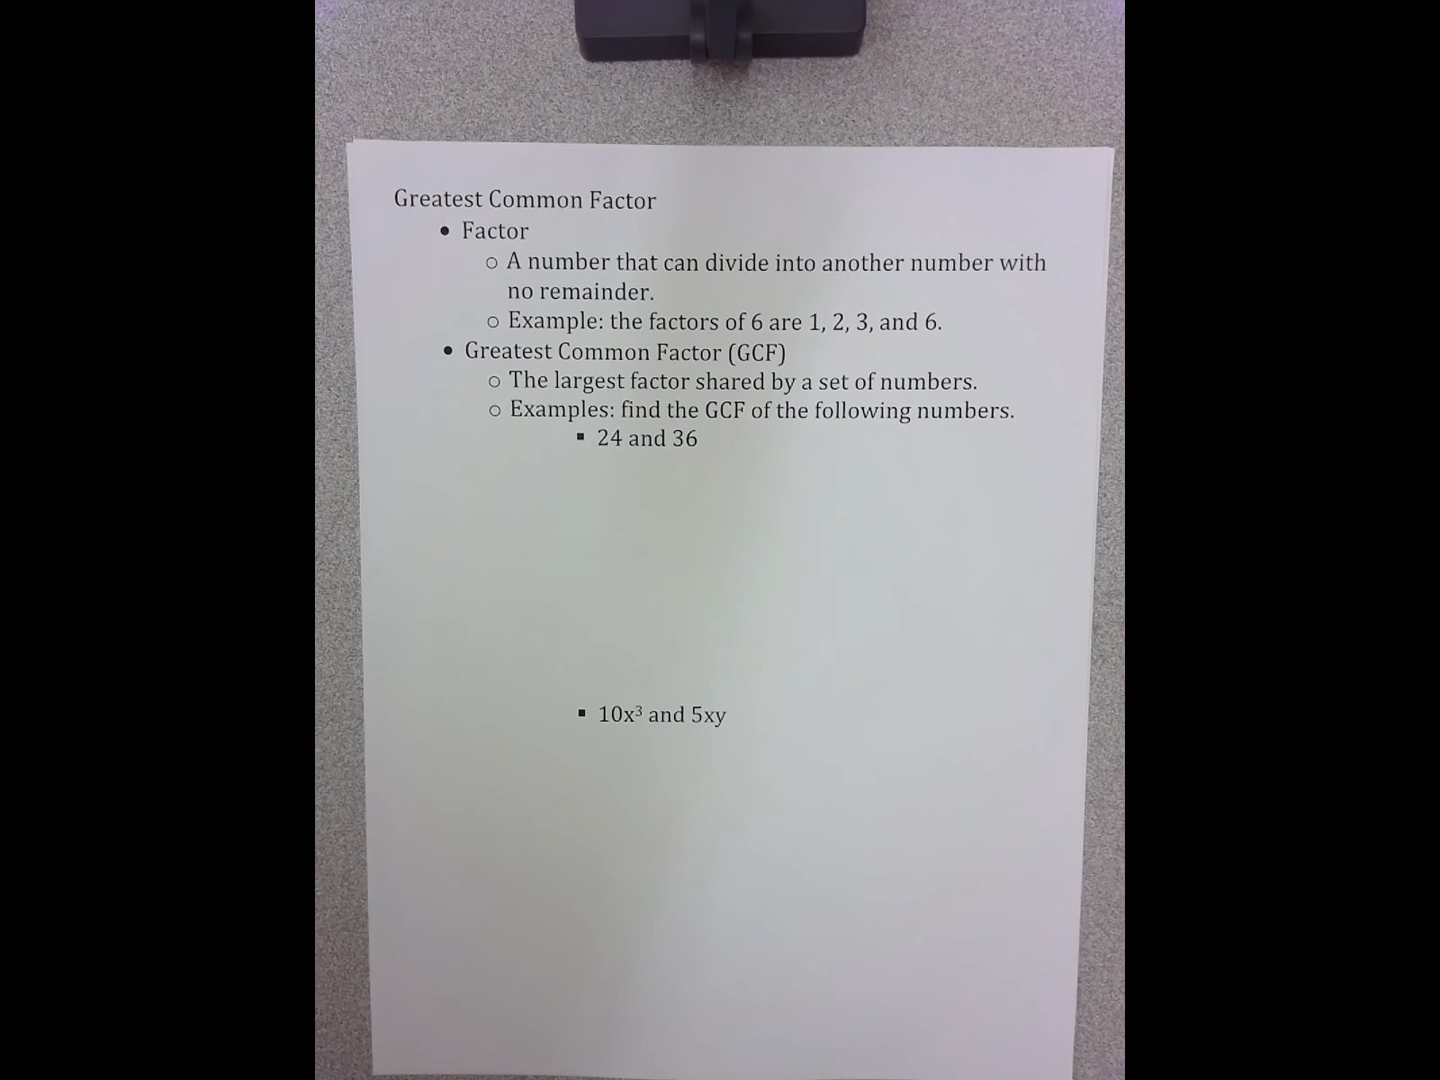 Greatest Common Factor
• Factor
○ A number that can divide into another number with
no remainder.
○ Example: the factors of 6 are 1, 2, 3, and 6.
• Greatest Common Factor (GCF)
○ The largest factor shared by a set of numbers.
○ Examples: find the GCF of the following numbers.
▪ 24 and 36
▪ 10x³ and 5xy